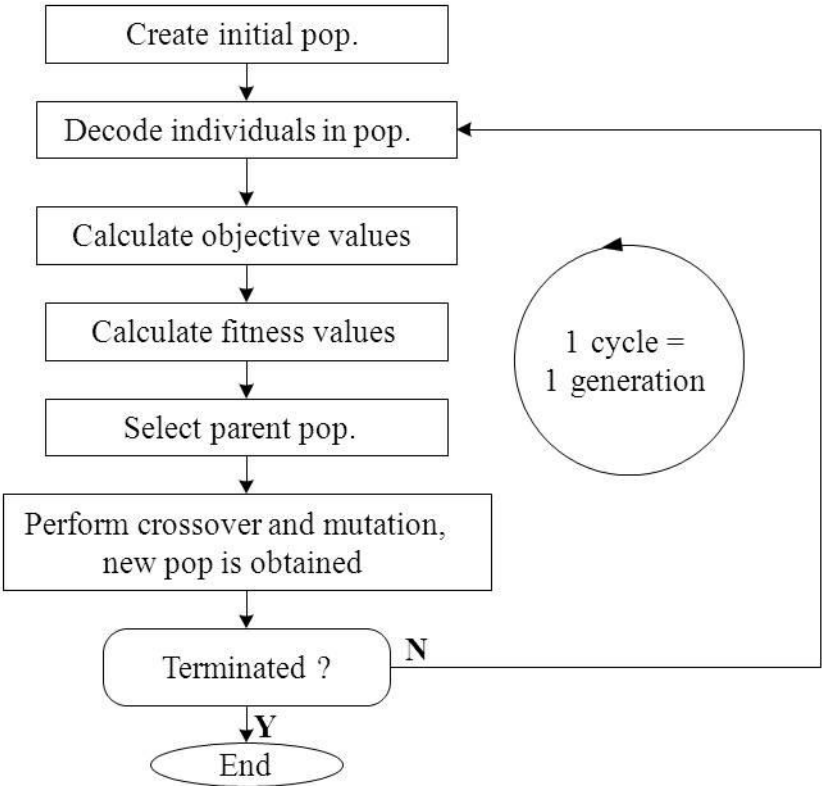 Create initial pop.
Decode individuals in pop.
Calculate objective values
Calculate fitness values
1 cycle =
1 generation
Select parent pop.
Perform crossover and mutation,
new pop is obtained
Terminated ?
N
Y
End